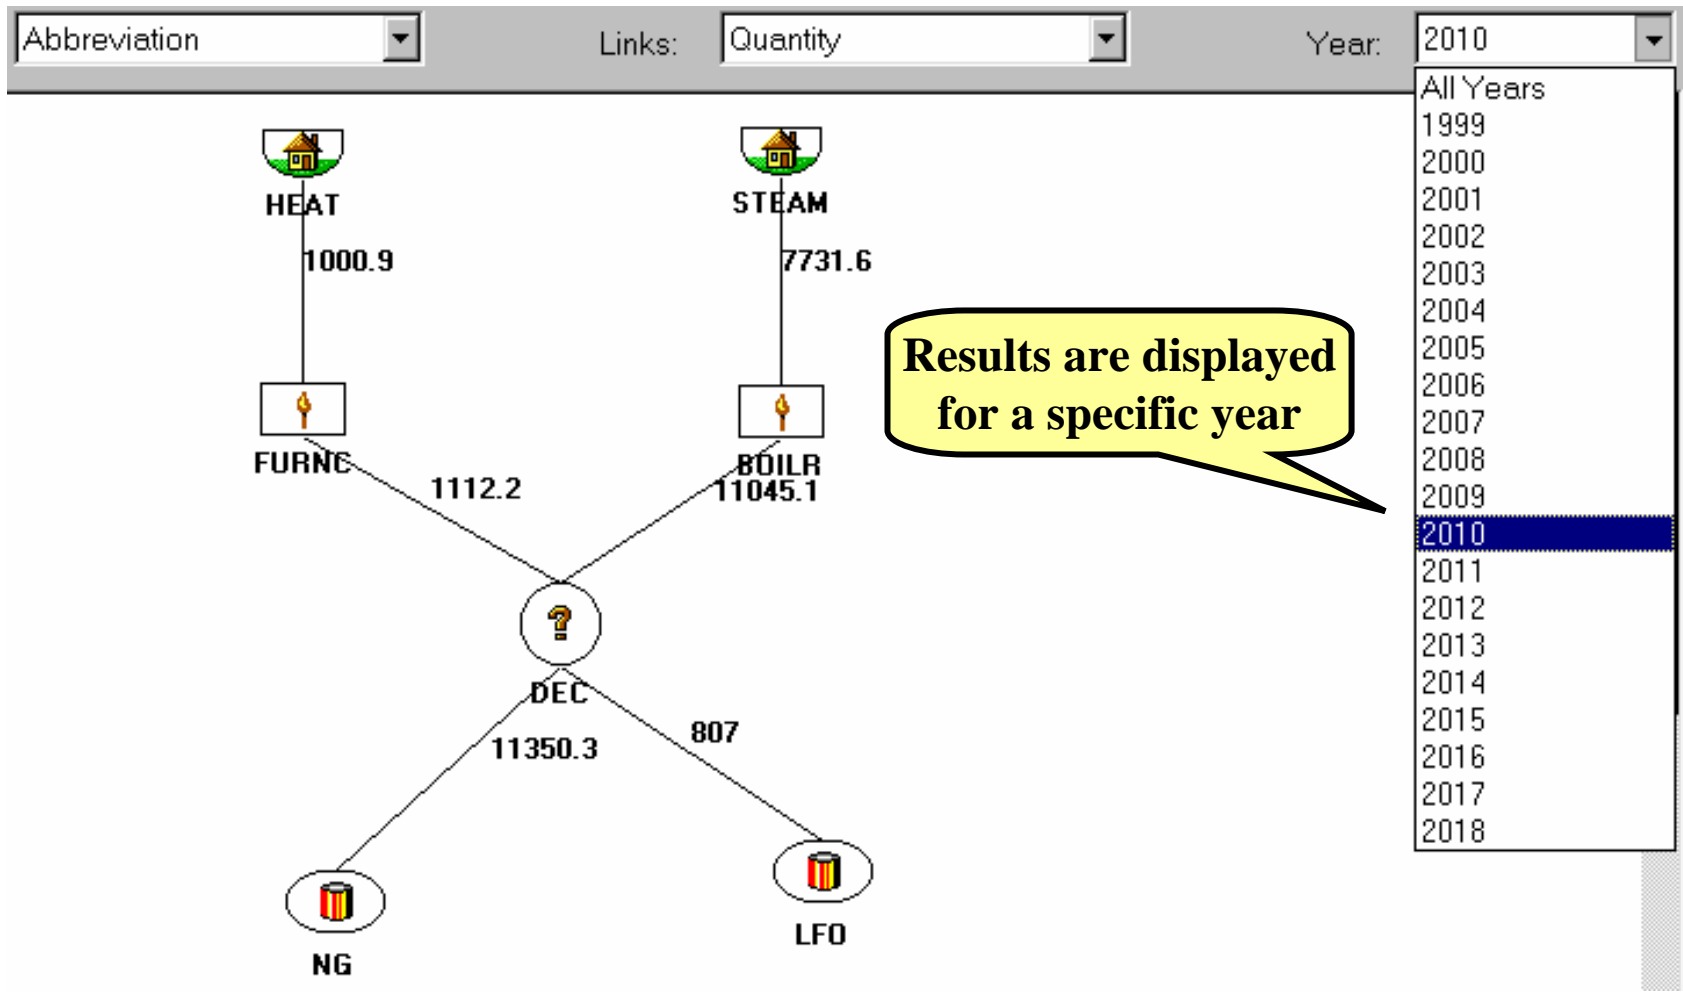 Abbreviation
Links:
Quantity
Year:
2010
All Years
1999
2000
2001
2002
2003
2004
2005
2006
2007
2008
2009
2010
2011
2012
2013
2014
2015
2016
2017
2018
HEAT
STEAM
1000.9
7731.6
Results are displayed
for a specific year
FURNC
BOILR
1112.2
11045.1
?
DEC
11350.3
807
NG
LFO